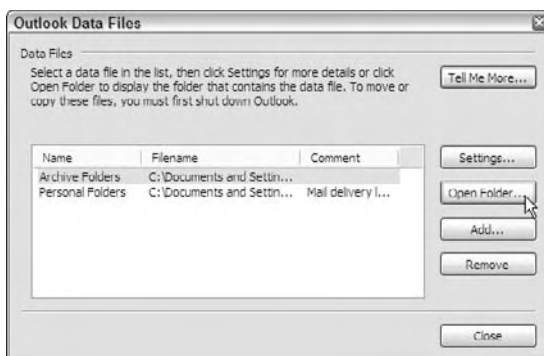 Outlook Data Files
Data Files
Select a data file in the list, then click Settings for more details or click
Open Folder to display the folder that contains the data file. To move or
copy these files, you must first shut down Outlook.
Tell Me More...
Name Filename Comment
Archive Folders C:\Documents and Settin...
Personal Folders C:\Documents and Settin... Mail delivery l...
Settings...
Open Folder...
Add...
Remove
Close